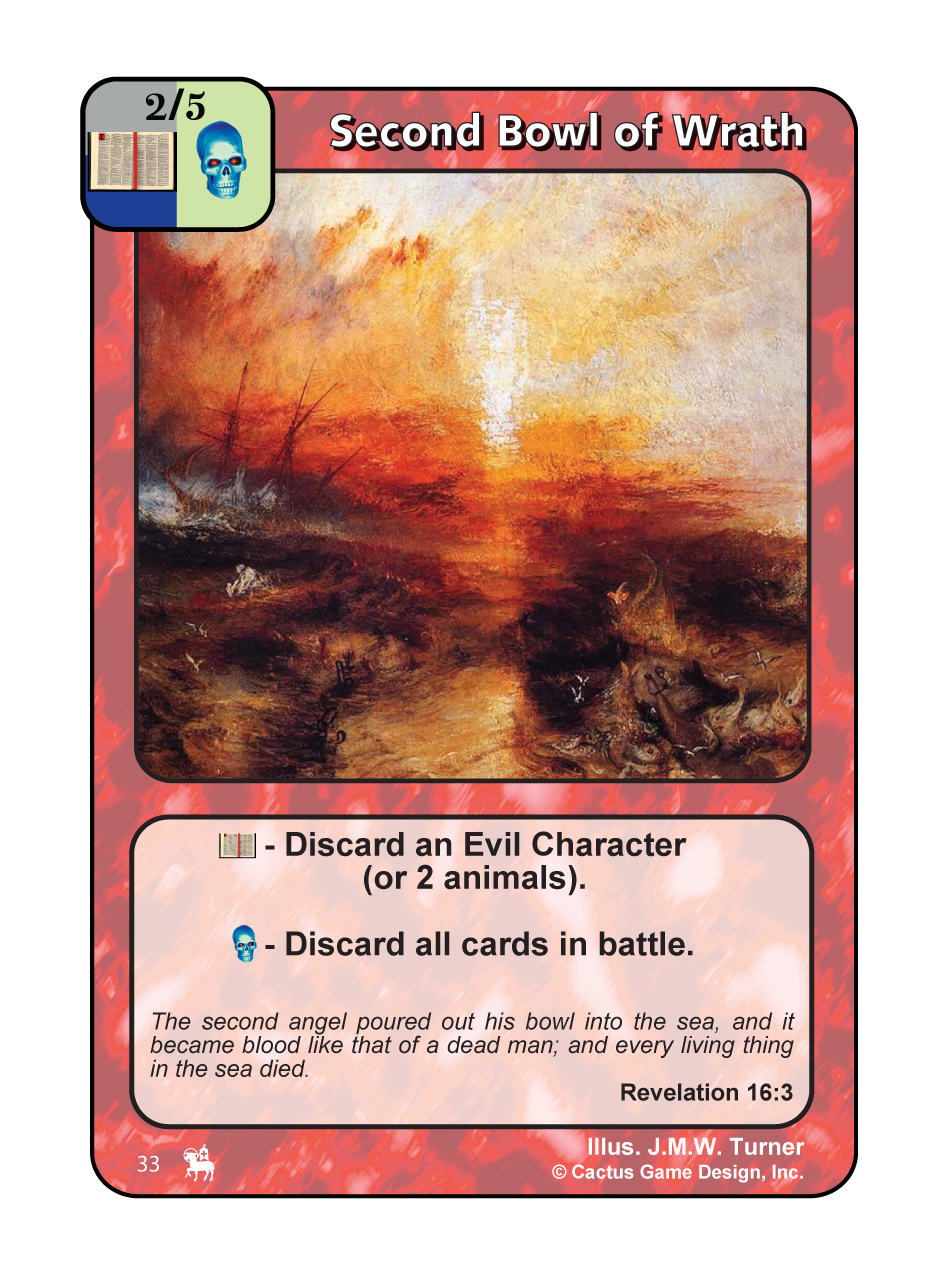 2/5
Second Bowl of Wrath
- Discard an Evil Character
(or 2 animals).
- Discard all cards in battle.
The second angel poured out his bowl into the sea, and it
became blood like that of a dead man; and every living thing
in the sea died.
Revelation 16:3
33
Illus. J.M.W. Turner
© Cactus Game Design, Inc.